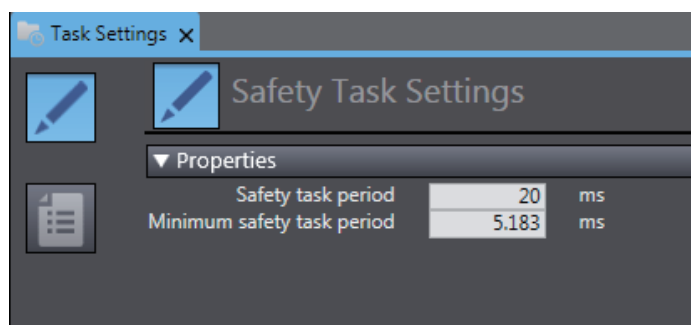 Task Settings X
Safety Task Settings
▼ Properties
Safety task period 20 ms
Minimum safety task period 5.183 ms